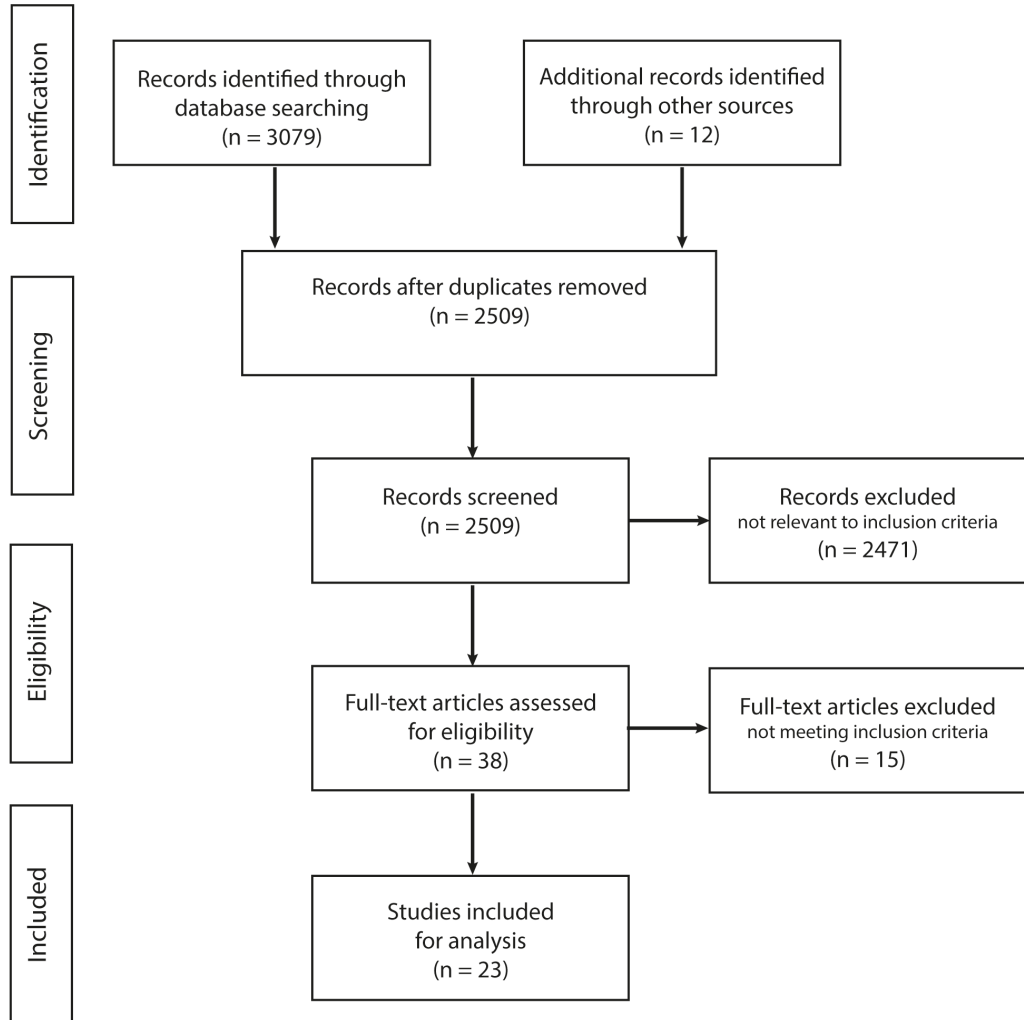 Identification
Records identified through
database searching
(n = 3079)
Additional records identified
through other sources
(n = 12)
Screening
Records after duplicates removed
(n = 2509)
Records screened
(n = 2509)
Records excluded
not relevant to inclusion criteria
(n = 2471)
Eligibility
Full-text articles assessed
for eligibility
(n = 38)
Full-text articles excluded
not meeting inclusion criteria
(n = 15)
Included
Studies included
for analysis
(n = 23)